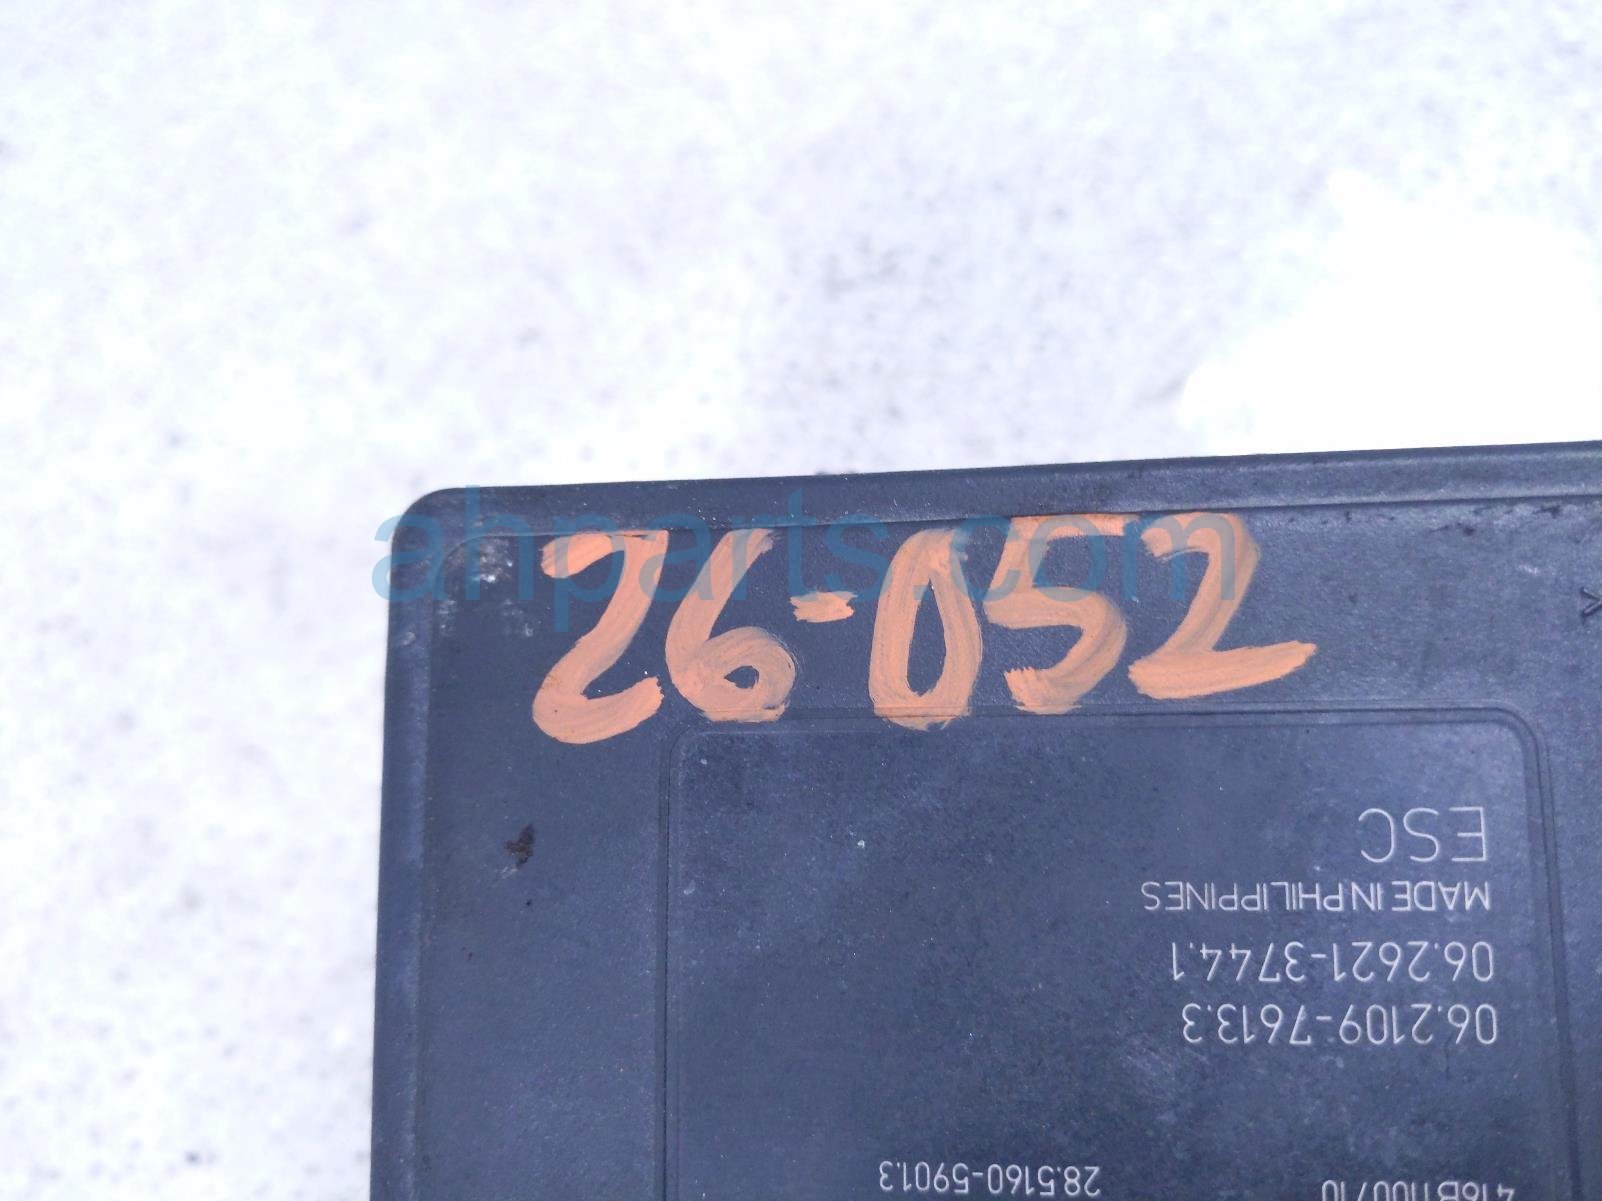 ahparts.com
26-052
28.5160-5901.3
06.2109-7613.3
06.2621-3744.1
MADE IN PHILIPPINES
ESC